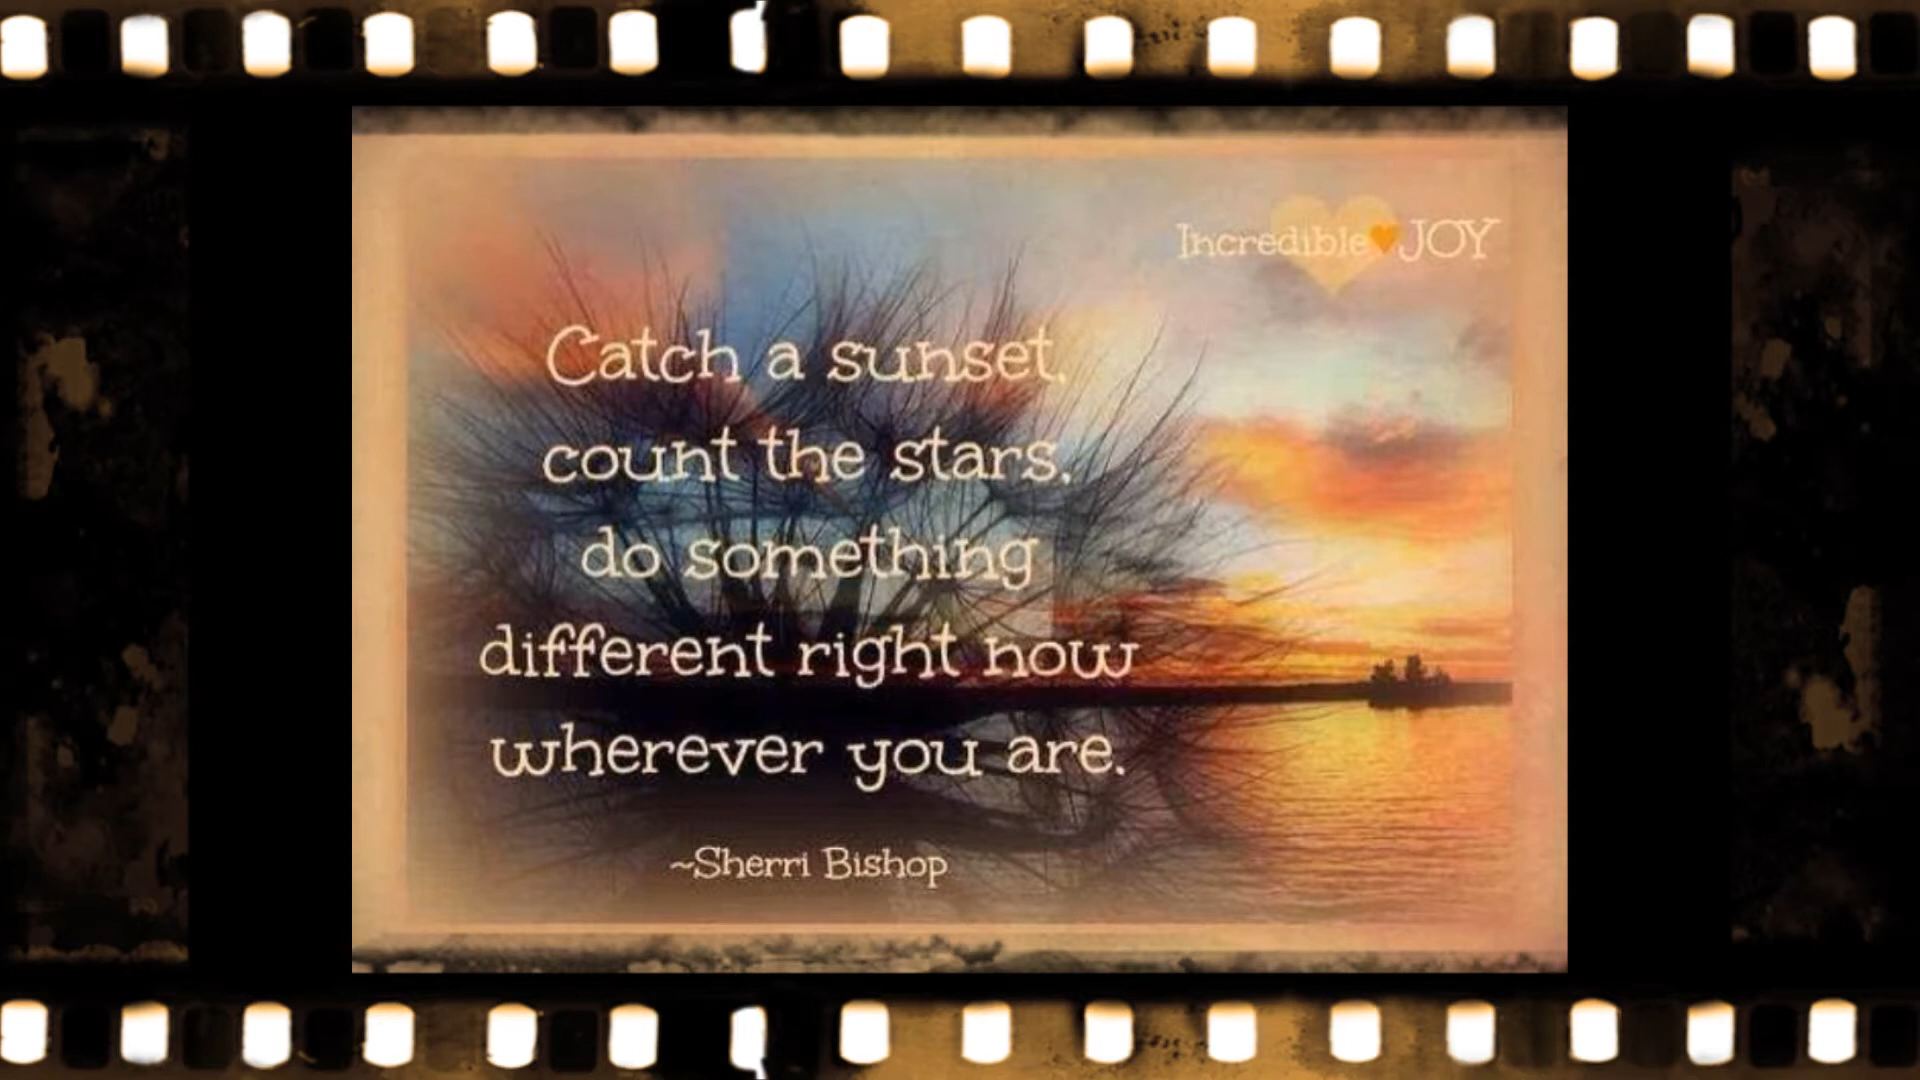 Incredible JOY
Catch a sunset,
count the stars,
do something
different right now
wherever you are.
~Sherri Bishop